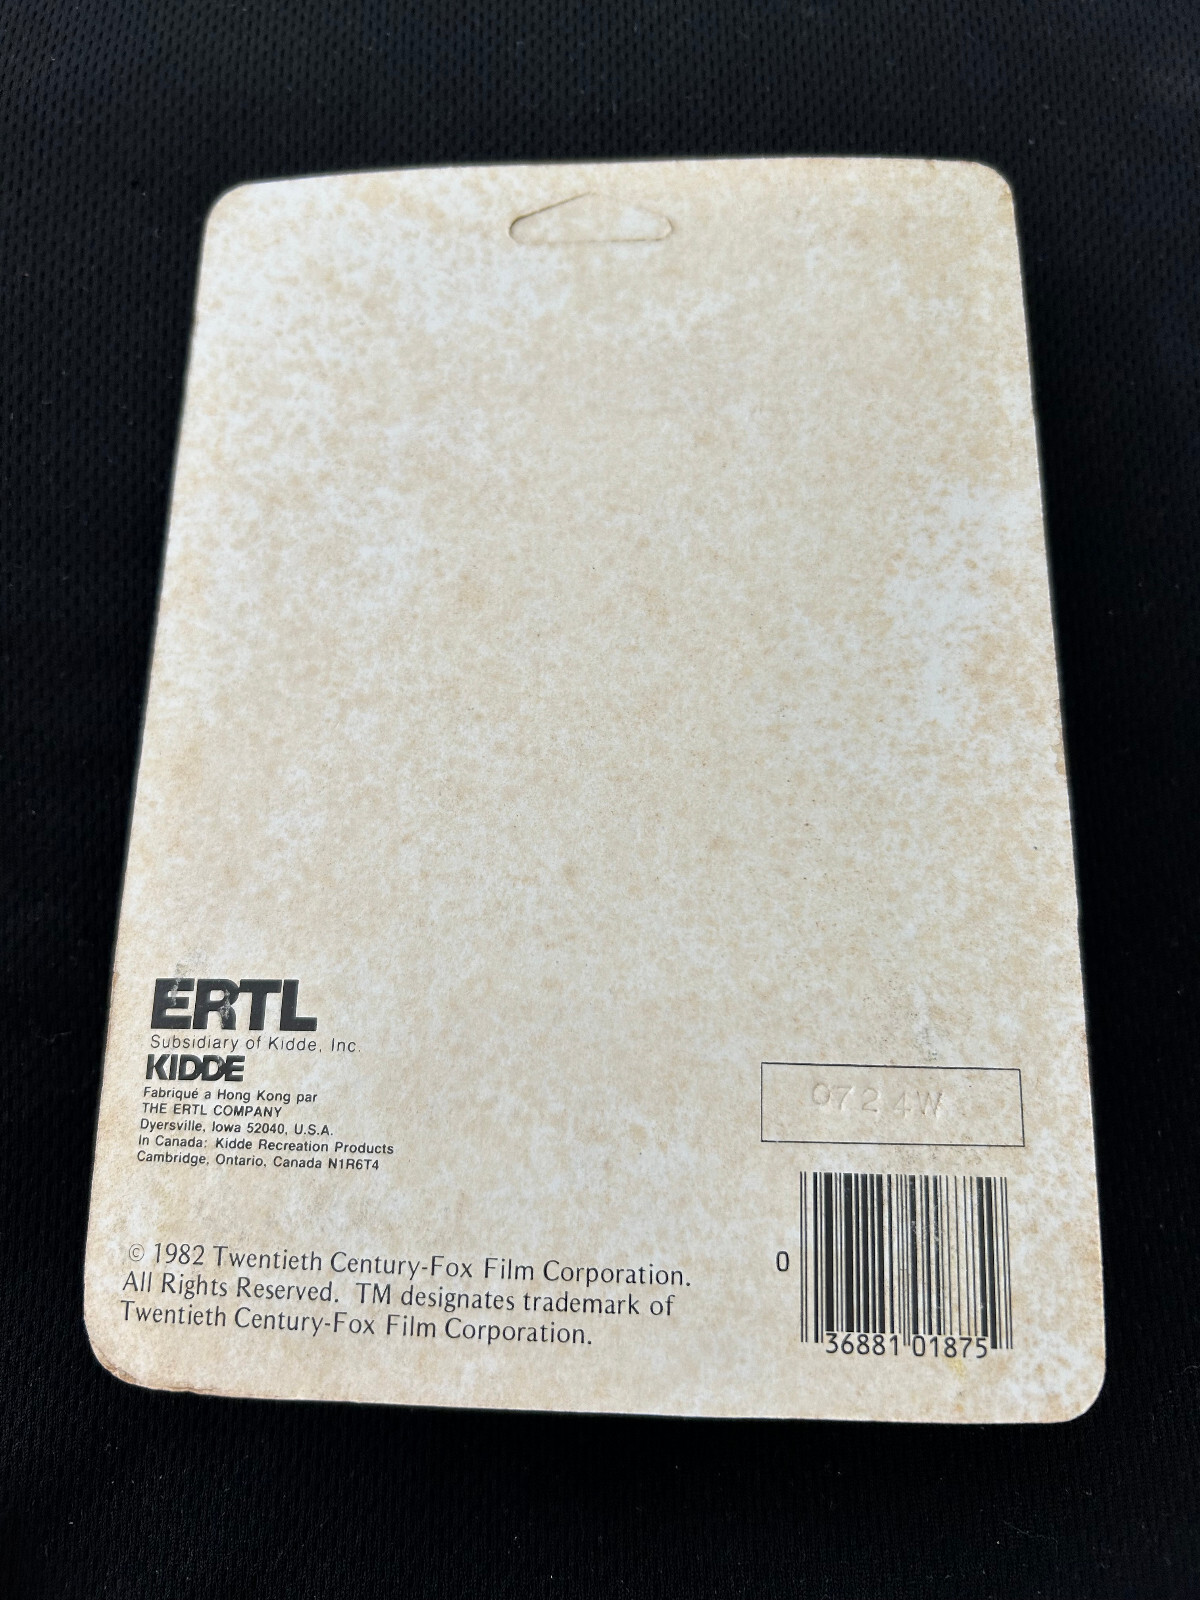 ERTL
Subsidiary of Kidde, Inc.
KIDDE
Fabriqué a Hong Kong par
THE ERTL COMPANY
Dyersville, Iowa 52040, U.S.A.
In Canada: Kidde Recreation Products
Cambridge, Ontario, Canada N1R6T4
0724W
© 1982 Twentieth Century-Fox Film Corporation.
All Rights Reserved. TM designates trademark of
Twentieth Century-Fox Film Corporation.
0 36881 01875